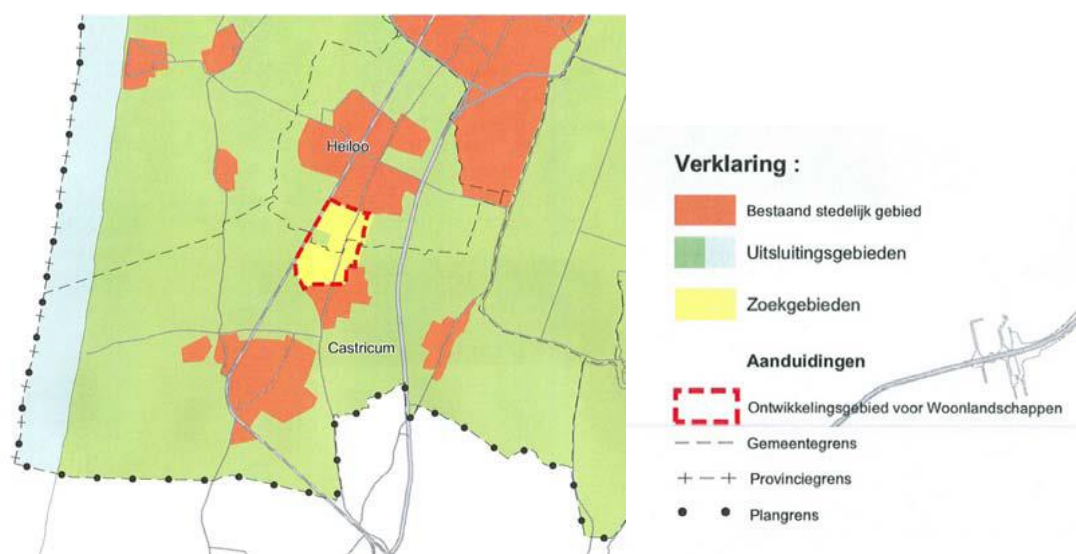 Heiloo
Castricum
Verklaring :
Bestaand stedelijk gebied
Uitsluitingsgebieden
Zoekgebieden
Aanduidingen
Ontwikkelingsgebied voor Woonlandschappen
Gemeentegrens
Provinciegrens
Plangrens